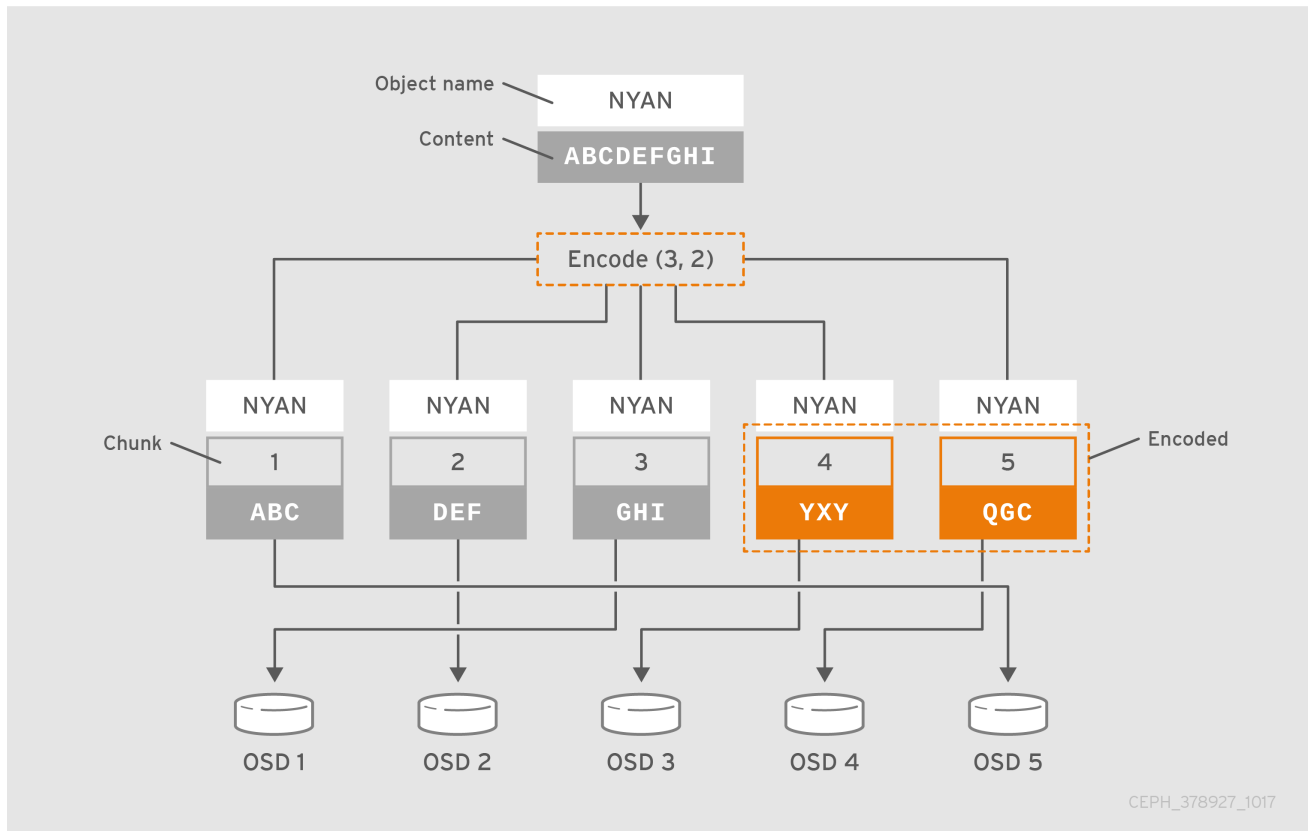 Object name
NYAN
Content
ABCDEFGHI
Encode (3, 2)
NYAN NYAN NYAN NYAN NYAN
Chunk 1 2 3 4 5 Encoded
ABC DEF GHI YXY QGC
OSD 1 OSD 2 OSD 3 OSD 4 OSD 5
CEPH_378927_1017